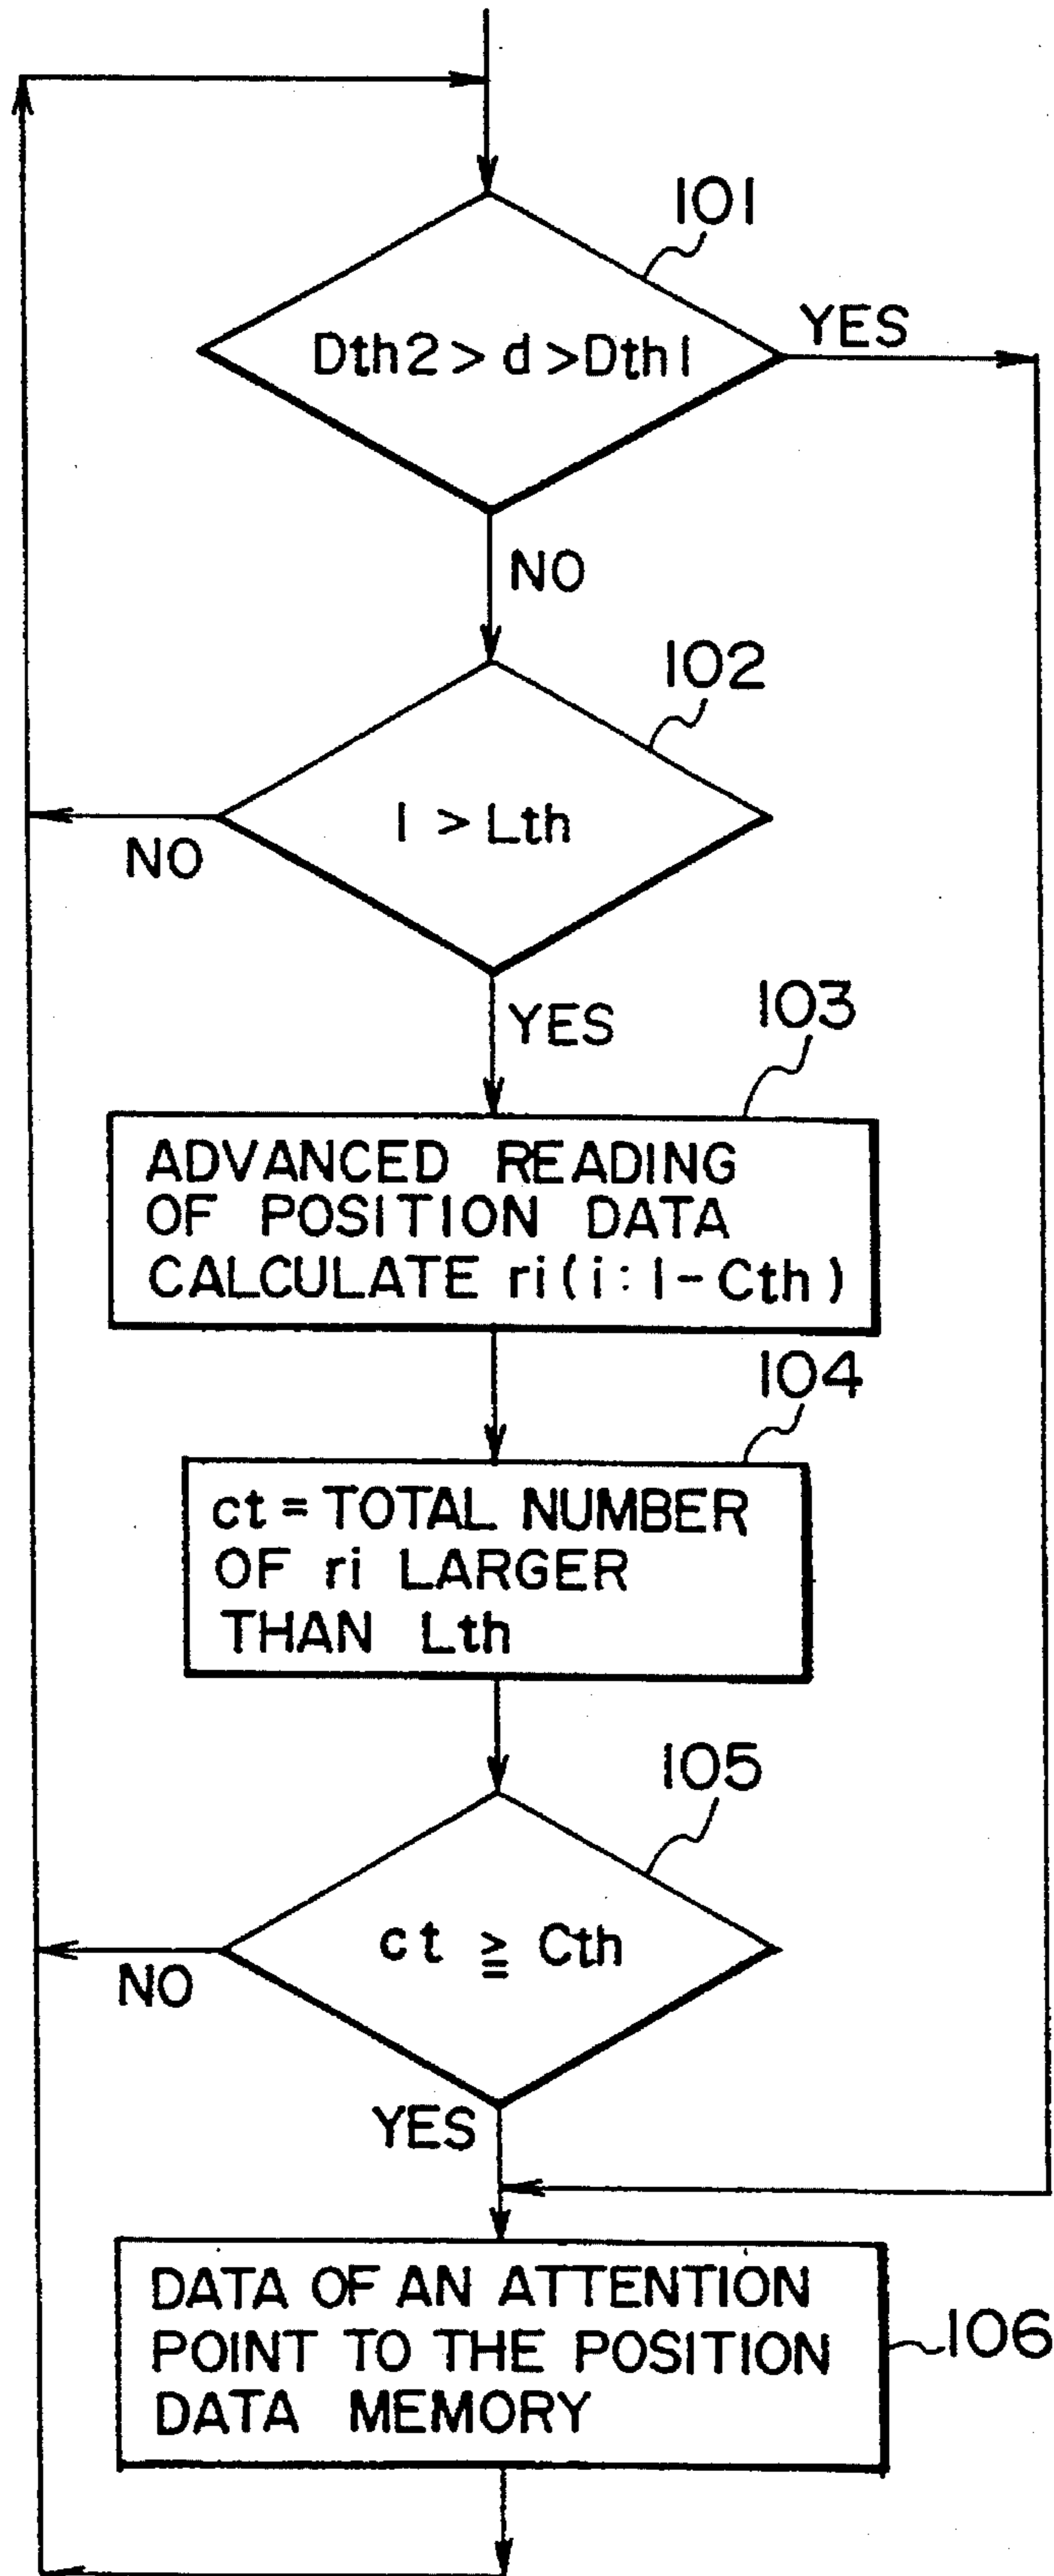 101
Dth2 > d > Dth1
YES
NO
102
l > Lth
NO
YES
103
ADVANCED READING
OF POSITION DATA
CALCULATE ri (i : 1 - Cth)
104
ct = TOTAL NUMBER
OF ri LARGER
THAN Lth
105
ct ≧ Cth
NO
YES
DATA OF AN ATTENTION
POINT TO THE POSITION
DATA MEMORY
106